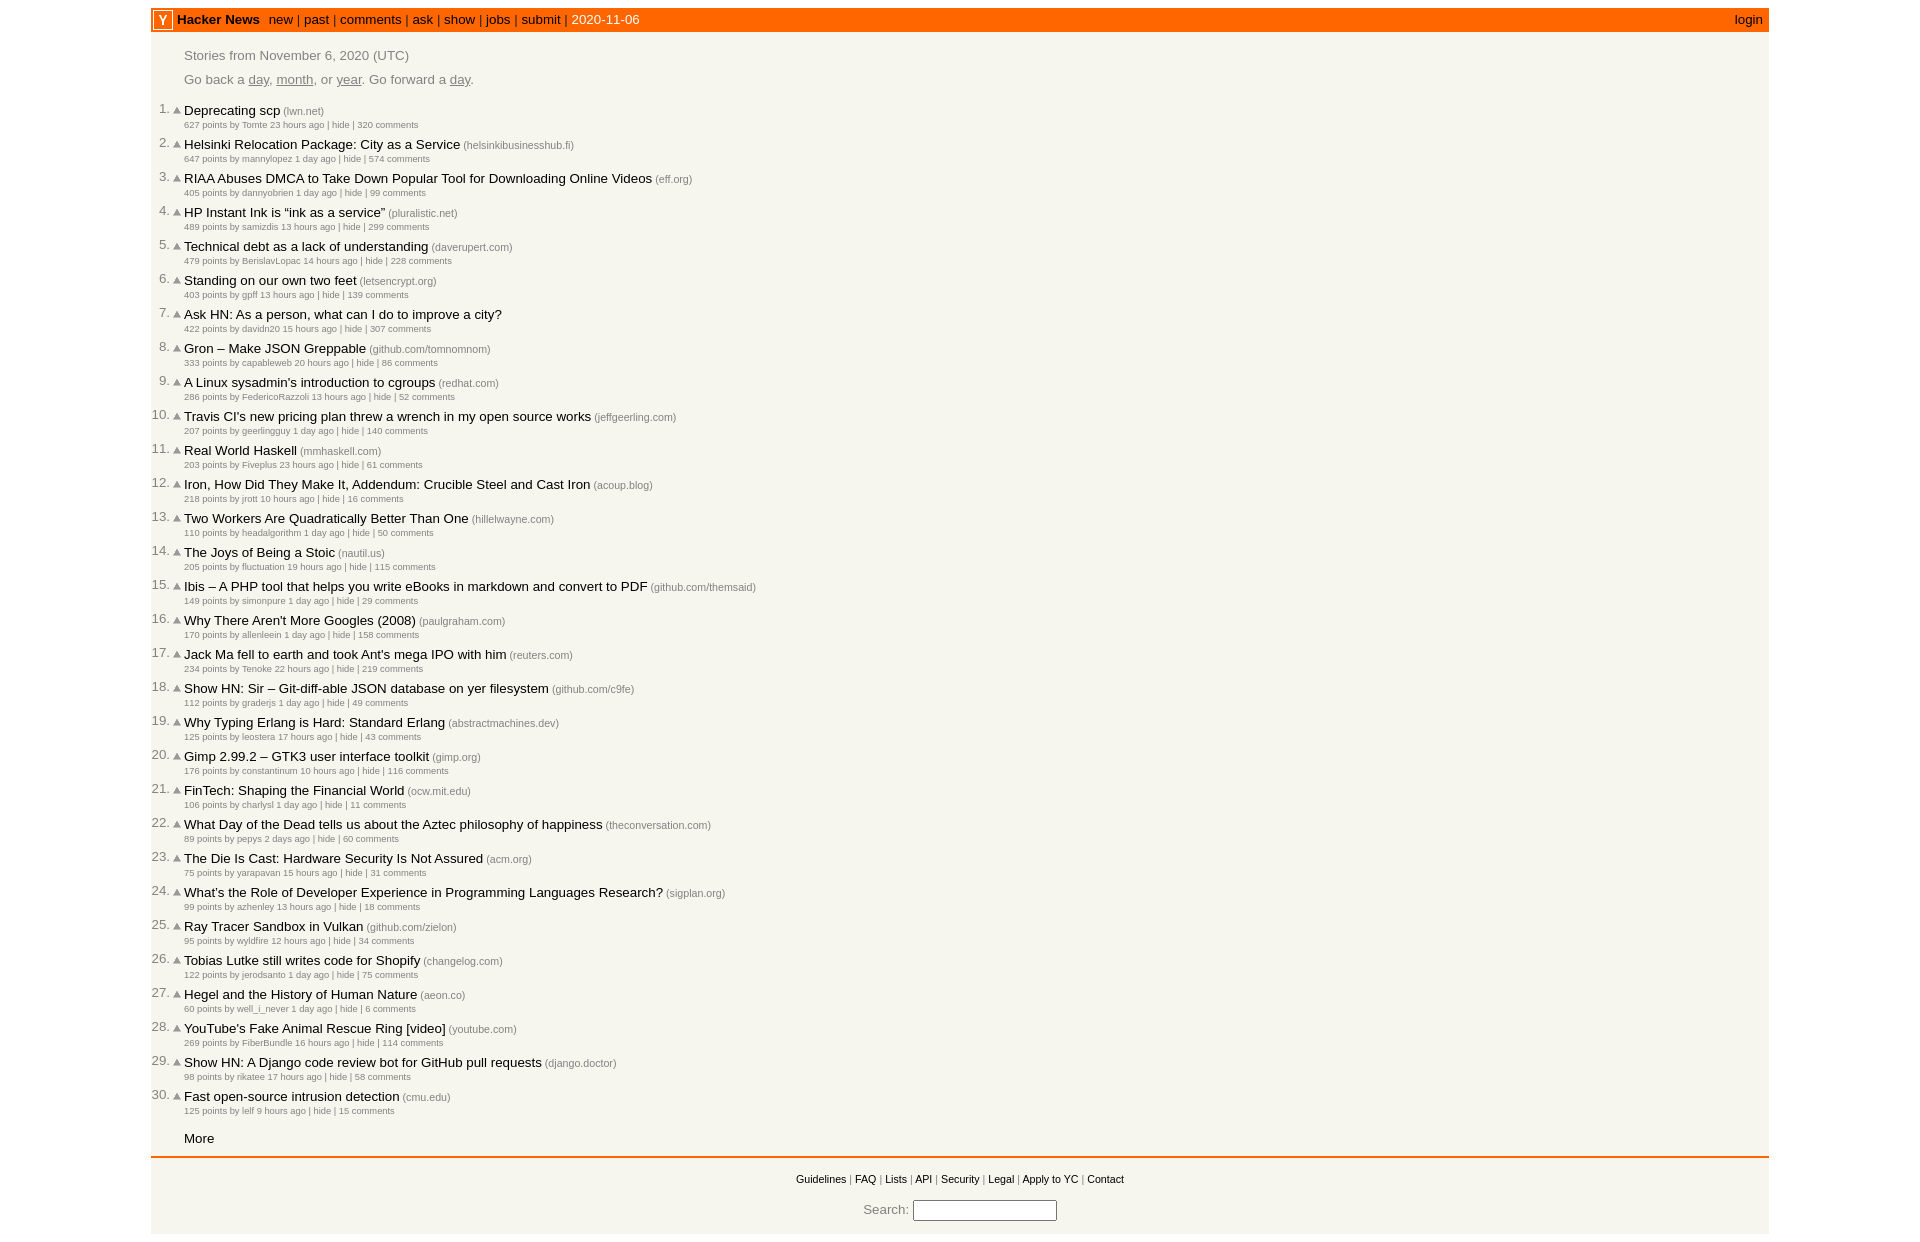 Y Hacker News new | past | comments | ask | show | jobs | submit | 2020-11-06 login
Stories from November 6, 2020 (UTC)
Go back a day, month, or year. Go forward a day.
1. Deprecating scp (lwn.net)
627 points by Tomte 23 hours ago | hide | 320 comments
2. Helsinki Relocation Package: City as a Service (helsinkibusinesshub.fi)
647 points by mannylopez 1 day ago | hide | 574 comments
3. RIAA Abuses DMCA to Take Down Popular Tool for Downloading Online Videos (eff.org)
405 points by dannyobrien 1 day ago | hide | 99 comments
4. HP Instant Ink is “ink as a service” (pluralistic.net)
489 points by samizdis 13 hours ago | hide | 299 comments
5. Technical debt as a lack of understanding (daverupert.com)
479 points by BerislavLopac 14 hours ago | hide | 228 comments
6. Standing on our own two feet (letsencrypt.org)
403 points by gpff 13 hours ago | hide | 139 comments
7. Ask HN: As a person, what can I do to improve a city?
422 points by davidn20 15 hours ago | hide | 307 comments
8. Gron – Make JSON Greppable (github.com/tomnomnom)
333 points by capableweb 20 hours ago | hide | 86 comments
9. A Linux sysadmin's introduction to cgroups (redhat.com)
286 points by FedericoRazzoli 13 hours ago | hide | 52 comments
10. Travis CI's new pricing plan threw a wrench in my open source works (jeffgeerling.com)
207 points by geerlingguy 1 day ago | hide | 140 comments
11. Real World Haskell (mmhaskell.com)
203 points by Fiveplus 23 hours ago | hide | 61 comments
12. Iron, How Did They Make It, Addendum: Crucible Steel and Cast Iron (acoup.blog)
218 points by jrott 10 hours ago | hide | 16 comments
13. Two Workers Are Quadratically Better Than One (hillelwayne.com)
110 points by headalgorithm 1 day ago | hide | 50 comments
14. The Joys of Being a Stoic (nautil.us)
205 points by fluctuation 19 hours ago | hide | 115 comments
15. Ibis – A PHP tool that helps you write eBooks in markdown and convert to PDF (github.com/themsaid)
149 points by simonpure 1 day ago | hide | 29 comments
16. Why There Aren't More Googles (2008) (paulgraham.com)
170 points by allenleein 1 day ago | hide | 158 comments
17. Jack Ma fell to earth and took Ant's mega IPO with him (reuters.com)
234 points by Tenoke 22 hours ago | hide | 219 comments
18. Show HN: Sir – Git-diff-able JSON database on yer filesystem (github.com/c9fe)
112 points by graderjs 1 day ago | hide | 49 comments
19. Why Typing Erlang is Hard: Standard Erlang (abstractmachines.dev)
125 points by leostera 17 hours ago | hide | 43 comments
20. Gimp 2.99.2 – GTK3 user interface toolkit (gimp.org)
176 points by constantinum 10 hours ago | hide | 116 comments
21. FinTech: Shaping the Financial World (ocw.mit.edu)
106 points by charlysl 1 day ago | hide | 11 comments
22. What Day of the Dead tells us about the Aztec philosophy of happiness (theconversation.com)
89 points by pepys 2 days ago | hide | 60 comments
23. The Die Is Cast: Hardware Security Is Not Assured (acm.org)
75 points by yarapavan 15 hours ago | hide | 31 comments
24. What’s the Role of Developer Experience in Programming Languages Research? (sigplan.org)
99 points by azhenley 13 hours ago | hide | 18 comments
25. Ray Tracer Sandbox in Vulkan (github.com/zielon)
95 points by wyldfire 12 hours ago | hide | 34 comments
26. Tobias Lutke still writes code for Shopify (changelog.com)
122 points by jerodsanto 1 day ago | hide | 75 comments
27. Hegel and the History of Human Nature (aeon.co)
60 points by well_i_never 1 day ago | hide | 6 comments
28. YouTube's Fake Animal Rescue Ring [video] (youtube.com)
269 points by FiberBundle 16 hours ago | hide | 114 comments
29. Show HN: A Django code review bot for GitHub pull requests (django.doctor)
98 points by rikatee 17 hours ago | hide | 58 comments
30. Fast open-source intrusion detection (cmu.edu)
125 points by lelf 9 hours ago | hide | 15 comments
More
Guidelines | FAQ | Lists | API | Security | Legal | Apply to YC | Contact
Search: